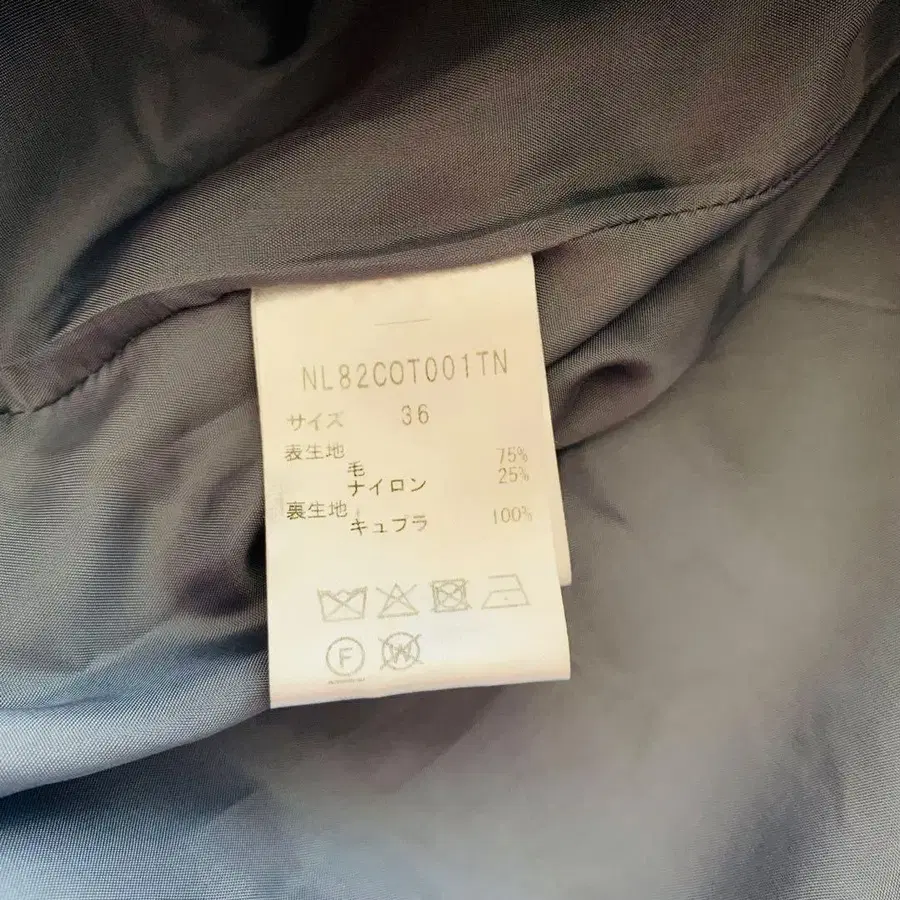 NL82COT001TN
サイズ 36
表生地
毛 75%
ナイロン 25%
裏生地
キュプラ 100%
F
W